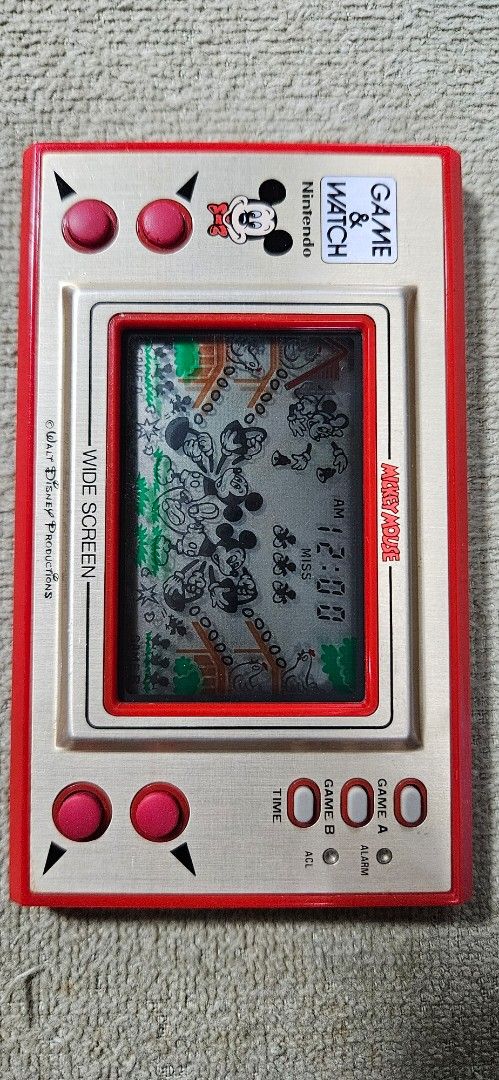 GAME
&
WATCH
Nintendo
MICKEY MOUSE
AM 12:00
MISS
WIDE SCREEN
© WALT DISNEY PRODUCTIONS
GAME A
ALARM
GAME B
ACL
TIME